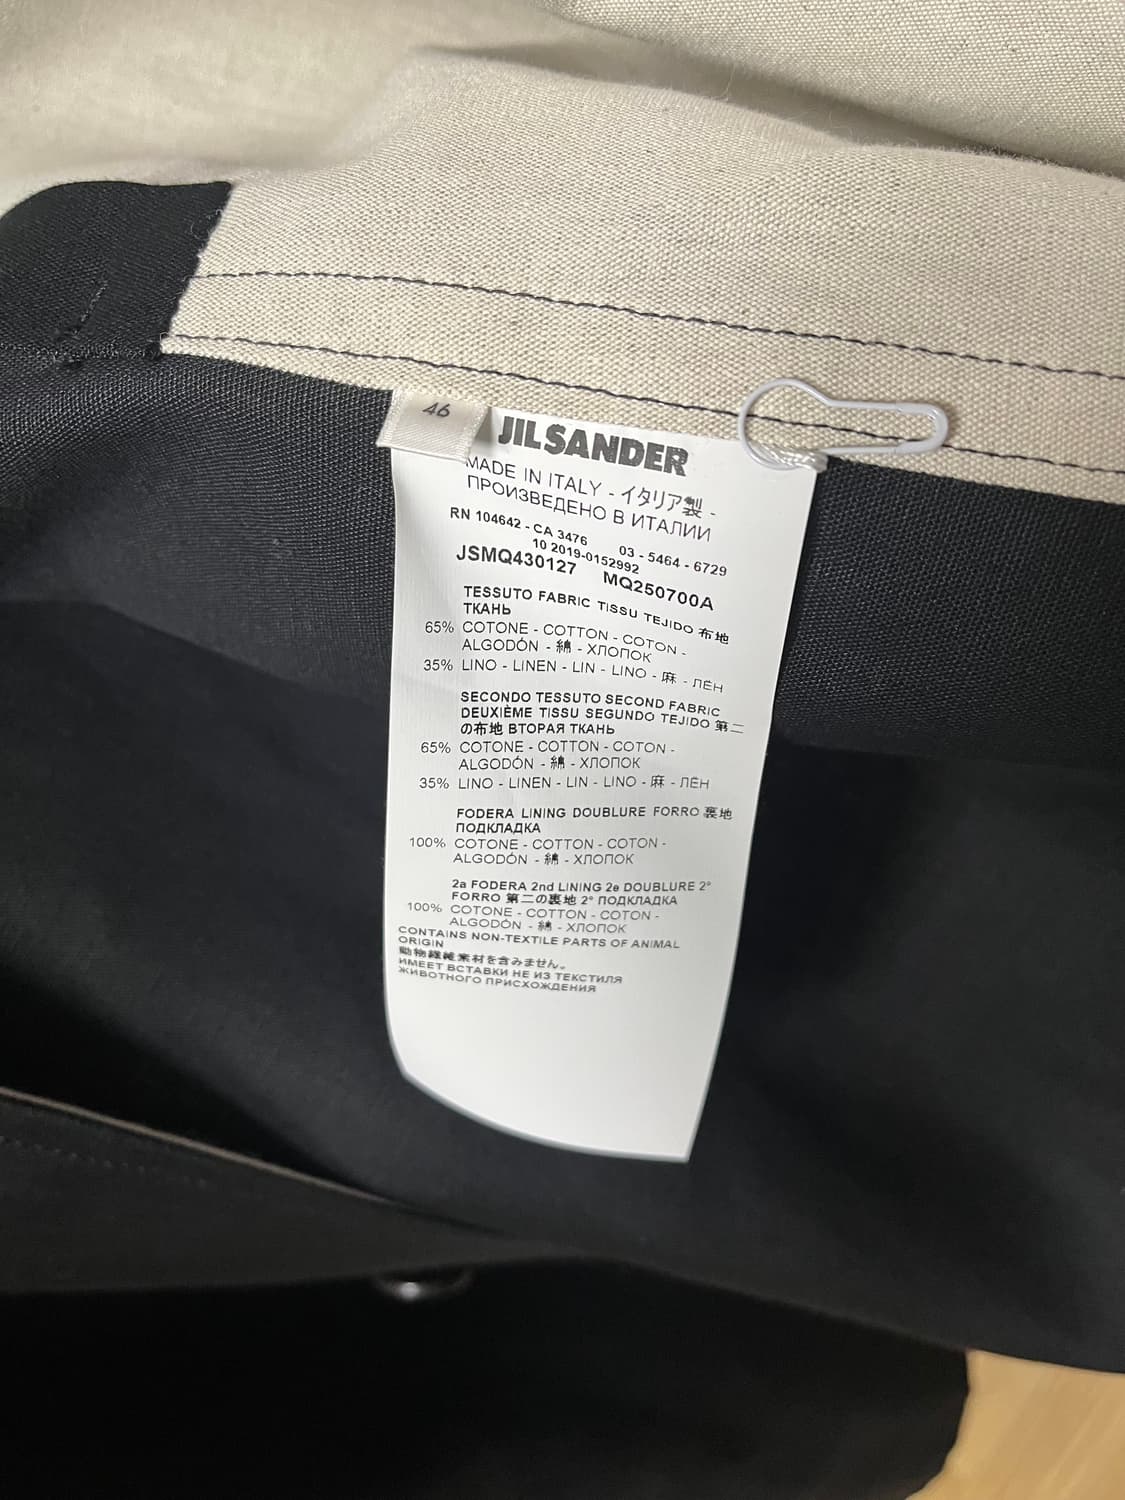 46
JIL SANDER
MADE IN ITALY - イタリア製 -
ПРОИЗВЕДЕНО В ИТАЛИИ
RN 104642 - CA 3476 03 - 5464 - 6729
10 2019-0152992
JSMQ430127 MQ250700A
TESSUTO FABRIC TISSU TEJIDO 布地
ТКАНЬ
65% COTONE - COTTON - COTON -
ALGODÓN - 綿 - ХЛОПОК
35% LINO - LINEN - LIN - LINO - 麻 - ЛЁН
SECONDO TESSUTO SECOND FABRIC
DEUXIÈME TISSU SEGUNDO TEJIDO 第二
の布地 ВТОРАЯ ТКАНЬ
65% COTONE - COTTON - COTON -
ALGODÓN - 綿 - ХЛОПОК
35% LINO - LINEN - LIN - LINO - 麻 - ЛЁН
FODERA LINING DOUBLURE FORRO 裏地
ПОДКЛАДКА
100% COTONE - COTTON - COTON -
ALGODÓN - 綿 - ХЛОПОК
2a FODERA 2nd LINING 2e DOUBLURE 2°
FORRO 第二の裏地 2° ПОДКЛАДКА
100% COTONE - COTTON - COTON -
ALGODÓN - 綿 - ХЛОПОК
CONTAINS NON-TEXTILE PARTS OF ANIMAL
ORIGIN
動物繊維素材を含みません。
ИМЕЕТ ВСТАВКИ НЕ ИЗ ТЕКСТИЛЯ
ЖИВОТНОГО ПРИСХОЖДЕНИЯ